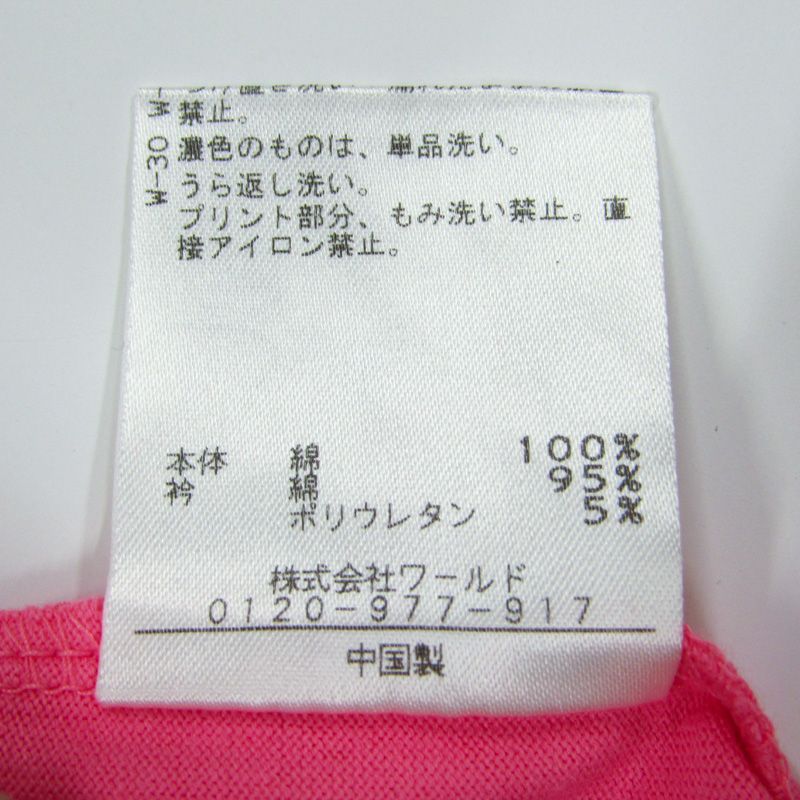 禁止。
W-30 濃色のものは、単品洗い。
うら返し洗い。
プリント部分、もみ洗い禁止。直
接アイロン禁止。
本体 綿 100%
衿 綿 95%
ポリウレタン 5%
株式会社ワールド
0120-977-917
中国製